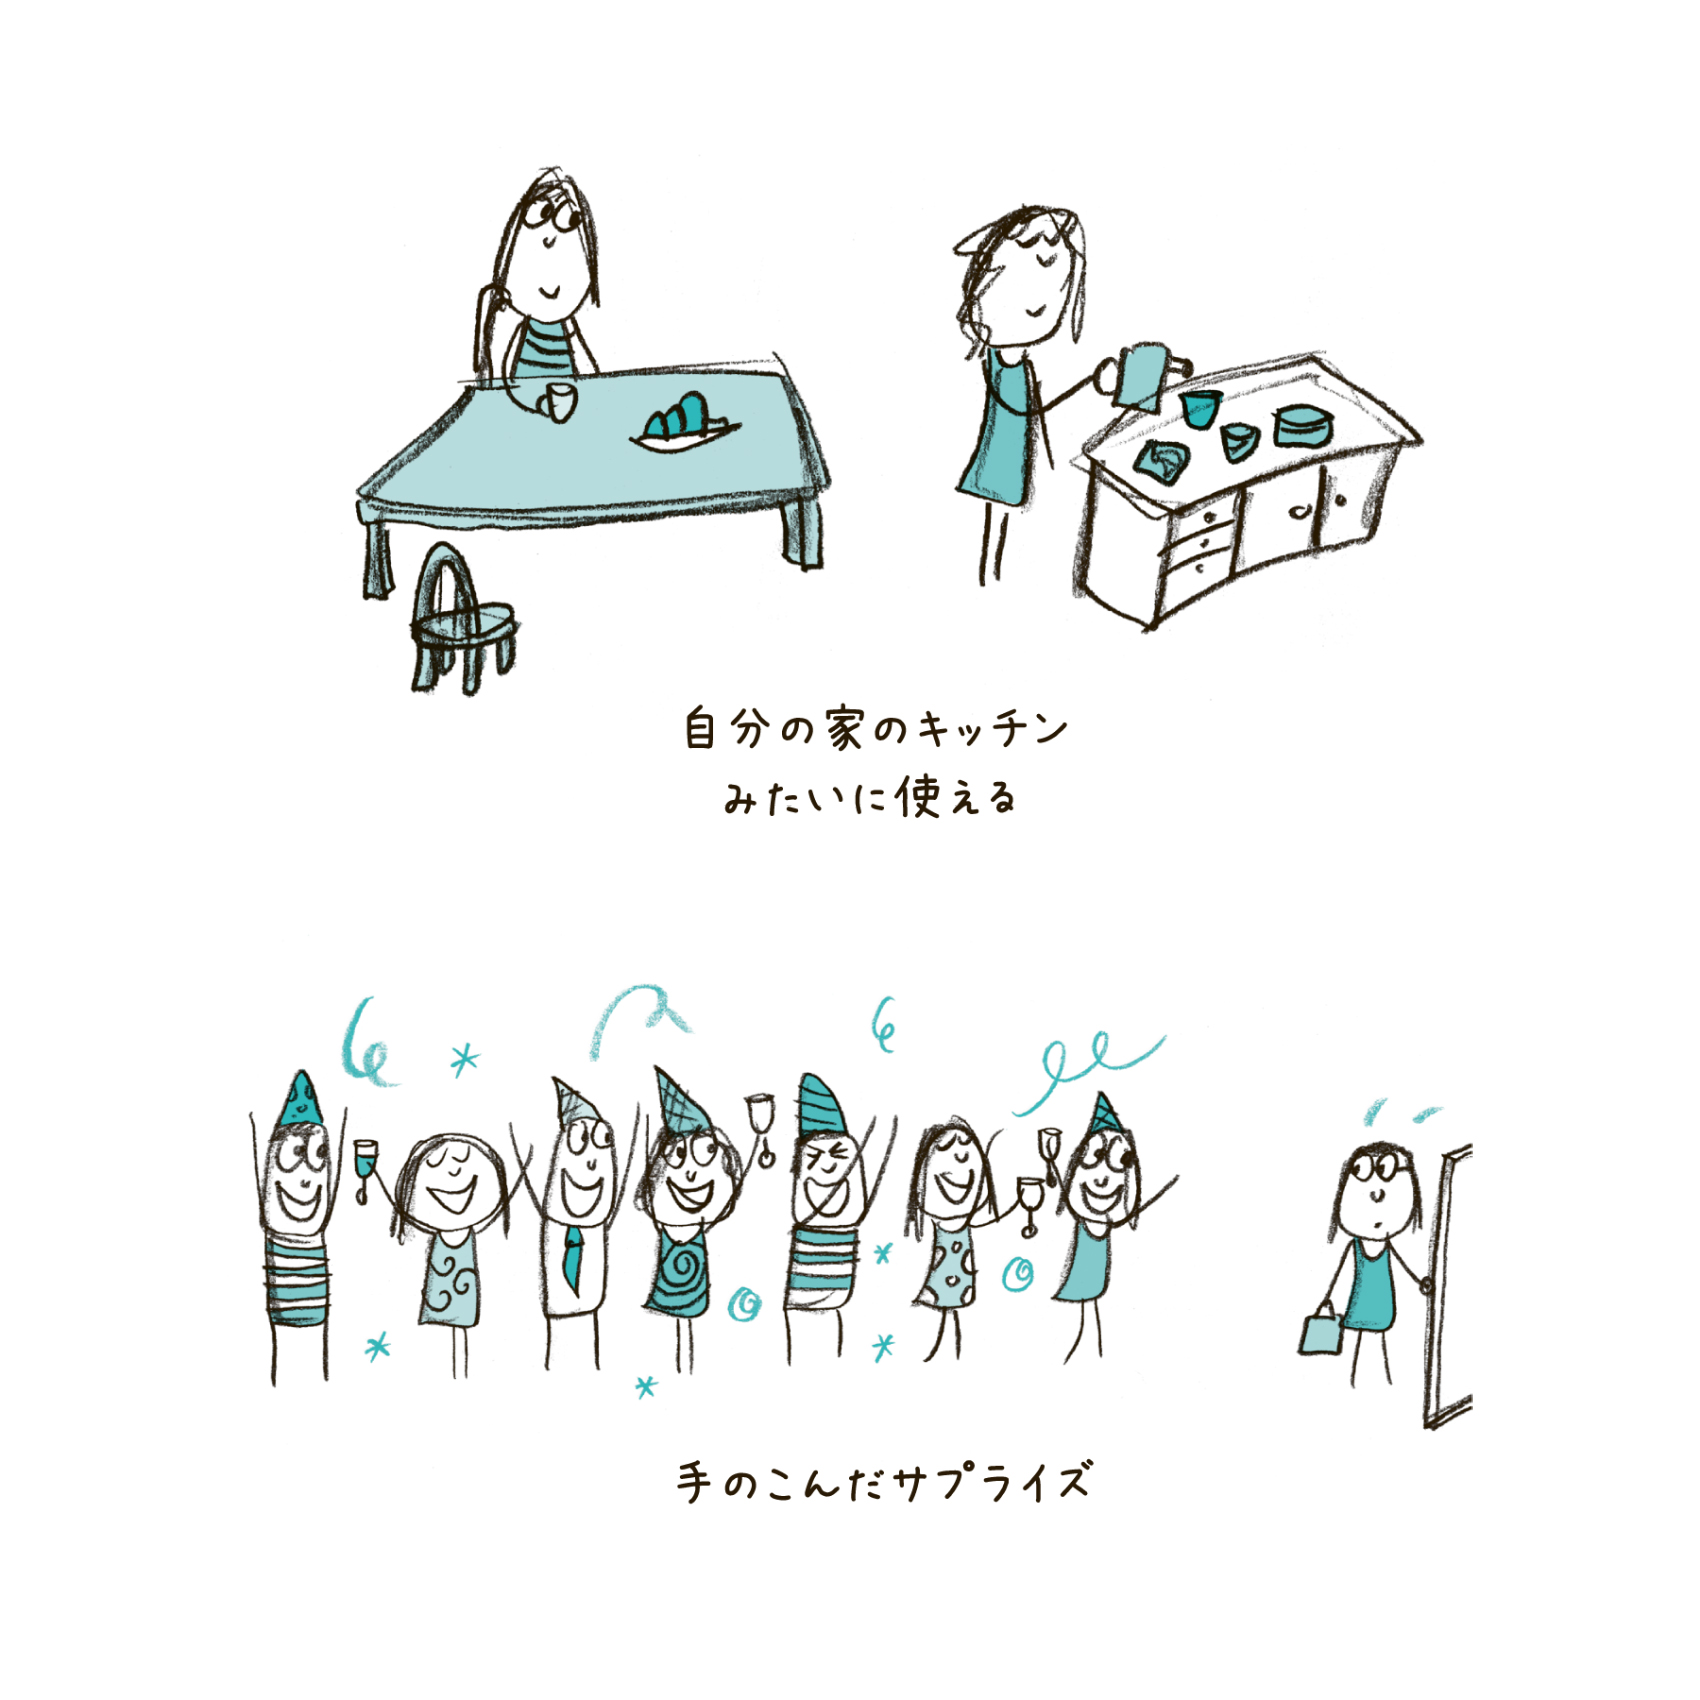 自分の家のキッチン
みたいに使える
手のこんだサプライズ